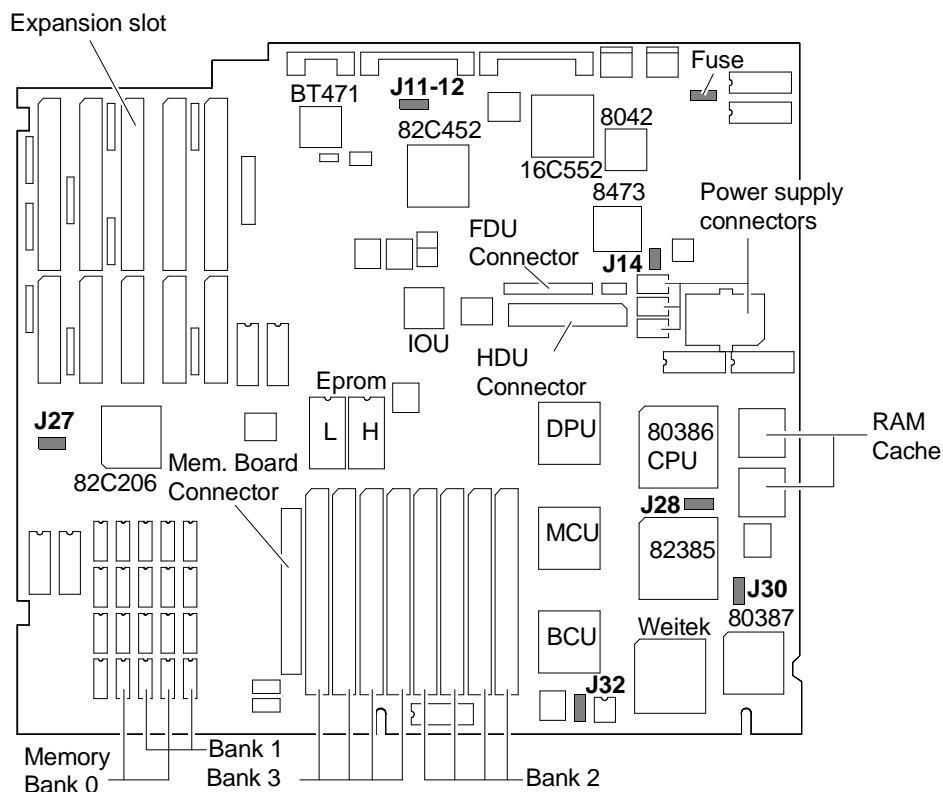 Expansion slot
Fuse
BT471
J11-12
82C452
8042
16C552
8473
Power supply
connectors
FDU
Connector
J14
IOU
HDU
Connector
Eprom
L
H
J27
82C206
Mem. Board
Connector
DPU
80386
CPU
RAM
Cache
J28
MCU
82385
J30
80387
BCU
Weitek
J32
Memory
Bank 0
Bank 1
Bank 3
Bank 2